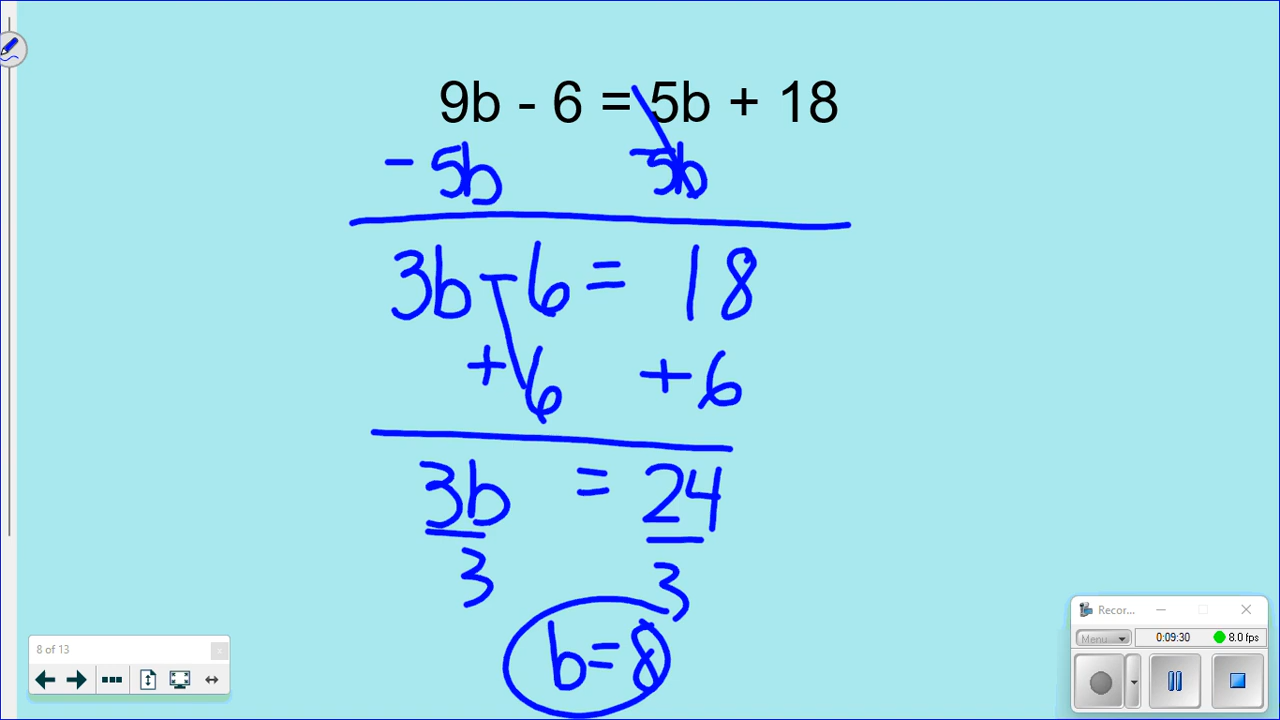 9b - 6 = 5b + 18
- 5b -5b
3b - 6 = 18
+ 6 + 6
3b = 24
3 3
b = 8
8 of 13
x
Recor...
Menu
0:09:30
8.0 fps